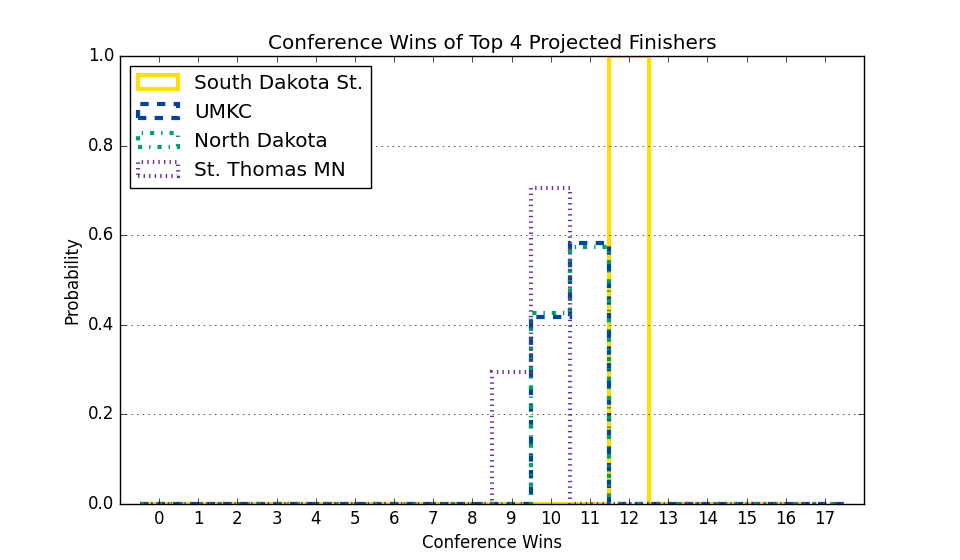 Conference Wins of Top 4 Projected Finishers
1.0
0.8
0.6
0.4
0.2
0.0
Probability
South Dakota St.
UMKC
North Dakota
St. Thomas MN
0 1 2 3 4 5 6 7 8 9 10 11 12 13 14 15 16 17
Conference Wins